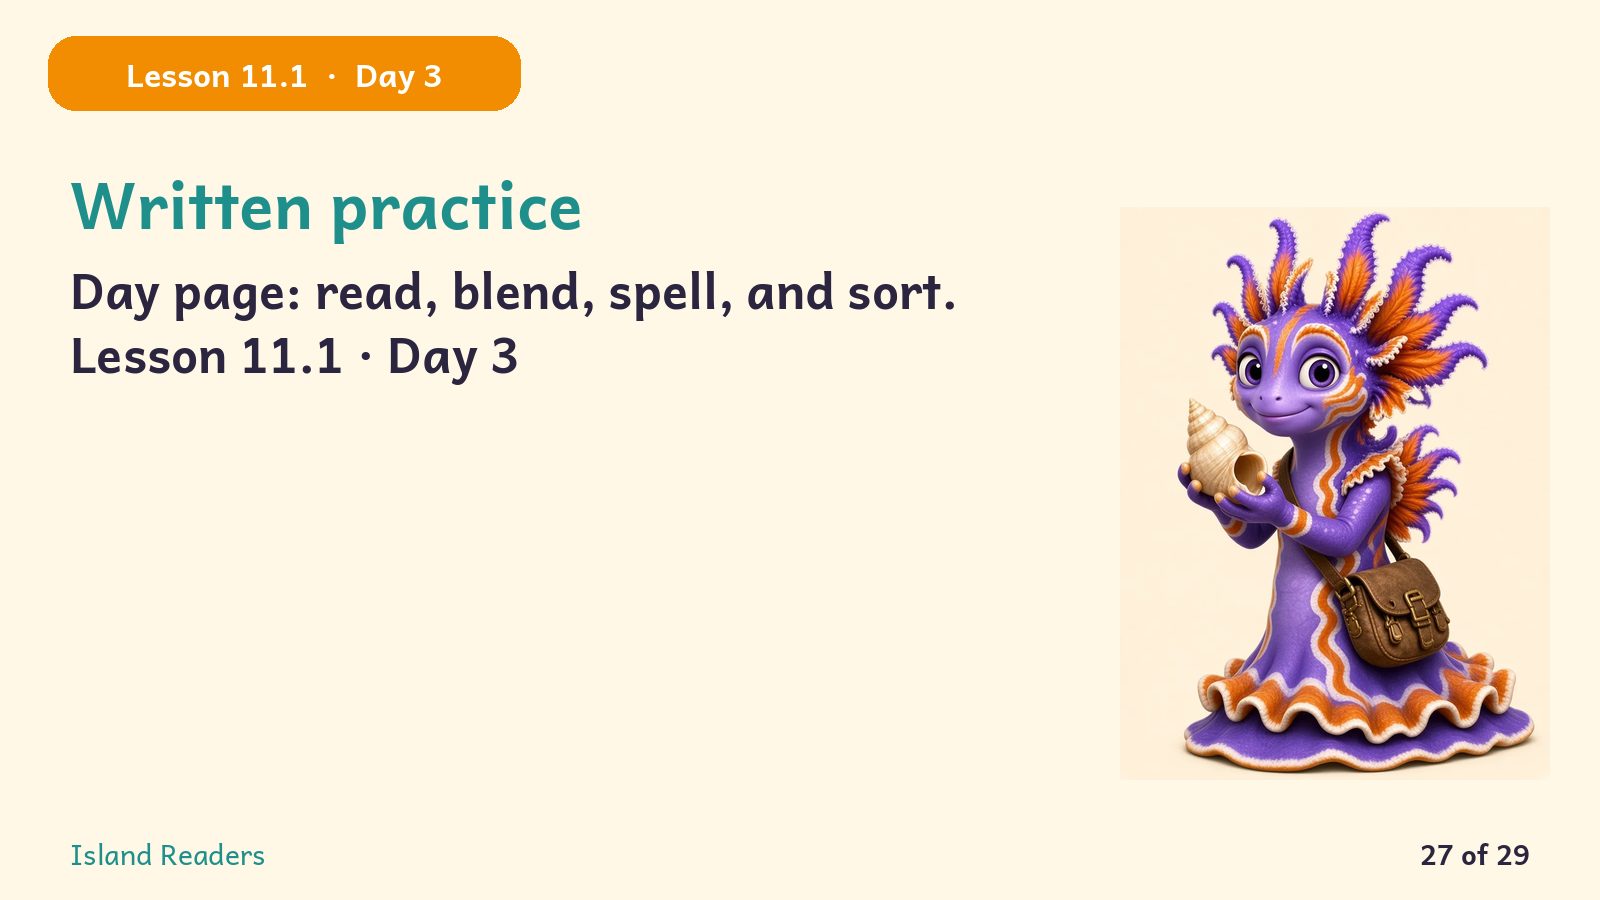 Lesson 11.1 · Day 3
Written practice
Day page: read, blend, spell, and sort.
Lesson 11.1 · Day 3
Island Readers
27 of 29